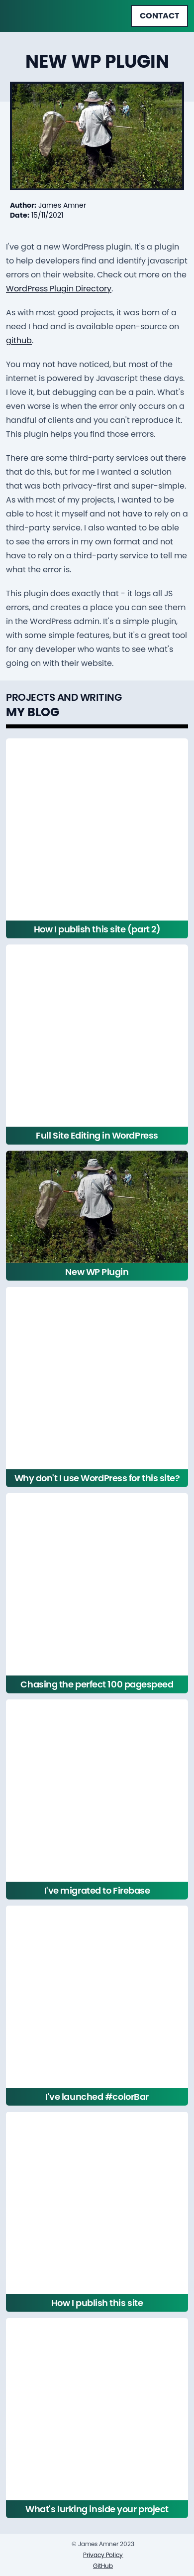 CONTACT
NEW WP PLUGIN
Author: James Amner
Date: 15/11/2021
I've got a new WordPress plugin. It's a plugin
to help developers find and identify javascript
errors on their website. Check out more on the
WordPress Plugin Directory.
As with most good projects, it was born of a
need I had and is available open-source on
github.
You may not have noticed, but most of the
internet is powered by Javascript these days.
I love it, but debugging can be a pain. What's
even worse is when the error only occurs on a
handful of clients and you can't reproduce it.
This plugin helps you find those errors.
There are some third-party services out there
that do this, but for me I wanted a solution
that was both privacy-first and super-simple.
As with most of my projects, I wanted to be
able to host it myself and not have to rely on a
third-party service. I also wanted to be able
to see the errors in my own format and not
have to rely on a third-party service to tell me
what the error is.
This plugin does exactly that - it logs all JS
errors, and creates a place you can see them
in the WordPress admin. It's a simple plugin,
with some simple features, but it's a great tool
for any developer who wants to see what's
going on with their website.
PROJECTS AND WRITING
MY BLOG
How I publish this site (part 2)
Full Site Editing in WordPress
New WP Plugin
Why don't I use WordPress for this site?
Chasing the perfect 100 pagespeed
I've migrated to Firebase
I've launched #colorBar
How I publish this site
What's lurking inside your project
© James Amner 2023
Privacy Policy
GitHub